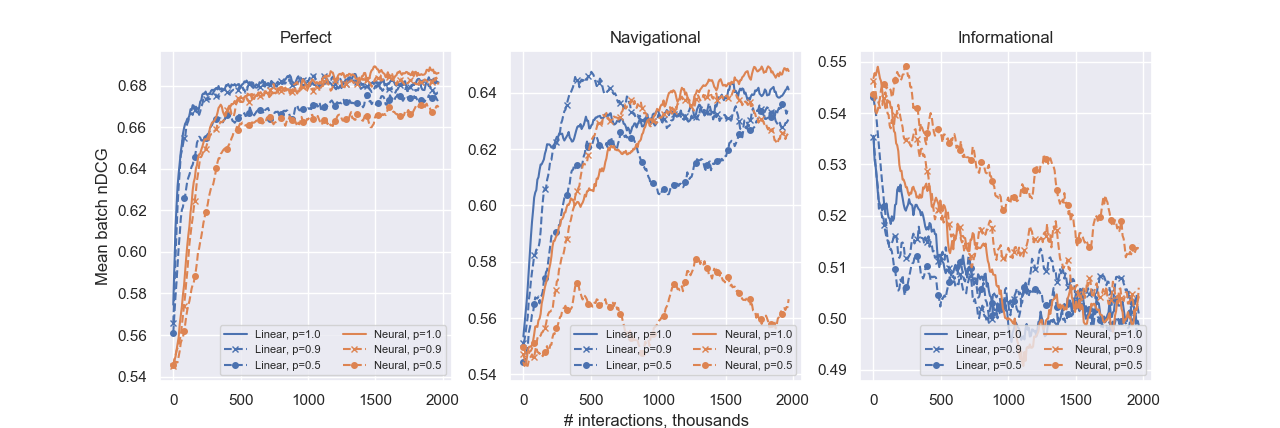 Perfect
Navigational
Informational
Mean batch nDCG
0.68
0.66
0.64
0.62
0.60
0.58
0.56
0.54
0
500
1000
1500
2000
Linear, p=1.0
Linear, p=0.9
Linear, p=0.5
Neural, p=1.0
Neural, p=0.9
Neural, p=0.5
0.64
0.62
0.60
0.58
0.56
0.54
0
500
1000
1500
2000
Linear, p=1.0
Linear, p=0.9
Linear, p=0.5
Neural, p=1.0
Neural, p=0.9
Neural, p=0.5
# interactions, thousands
0.55
0.54
0.53
0.52
0.51
0.50
0.49
0
500
1000
1500
2000
Linear, p=1.0
Linear, p=0.9
Linear, p=0.5
Neural, p=1.0
Neural, p=0.9
Neural, p=0.5